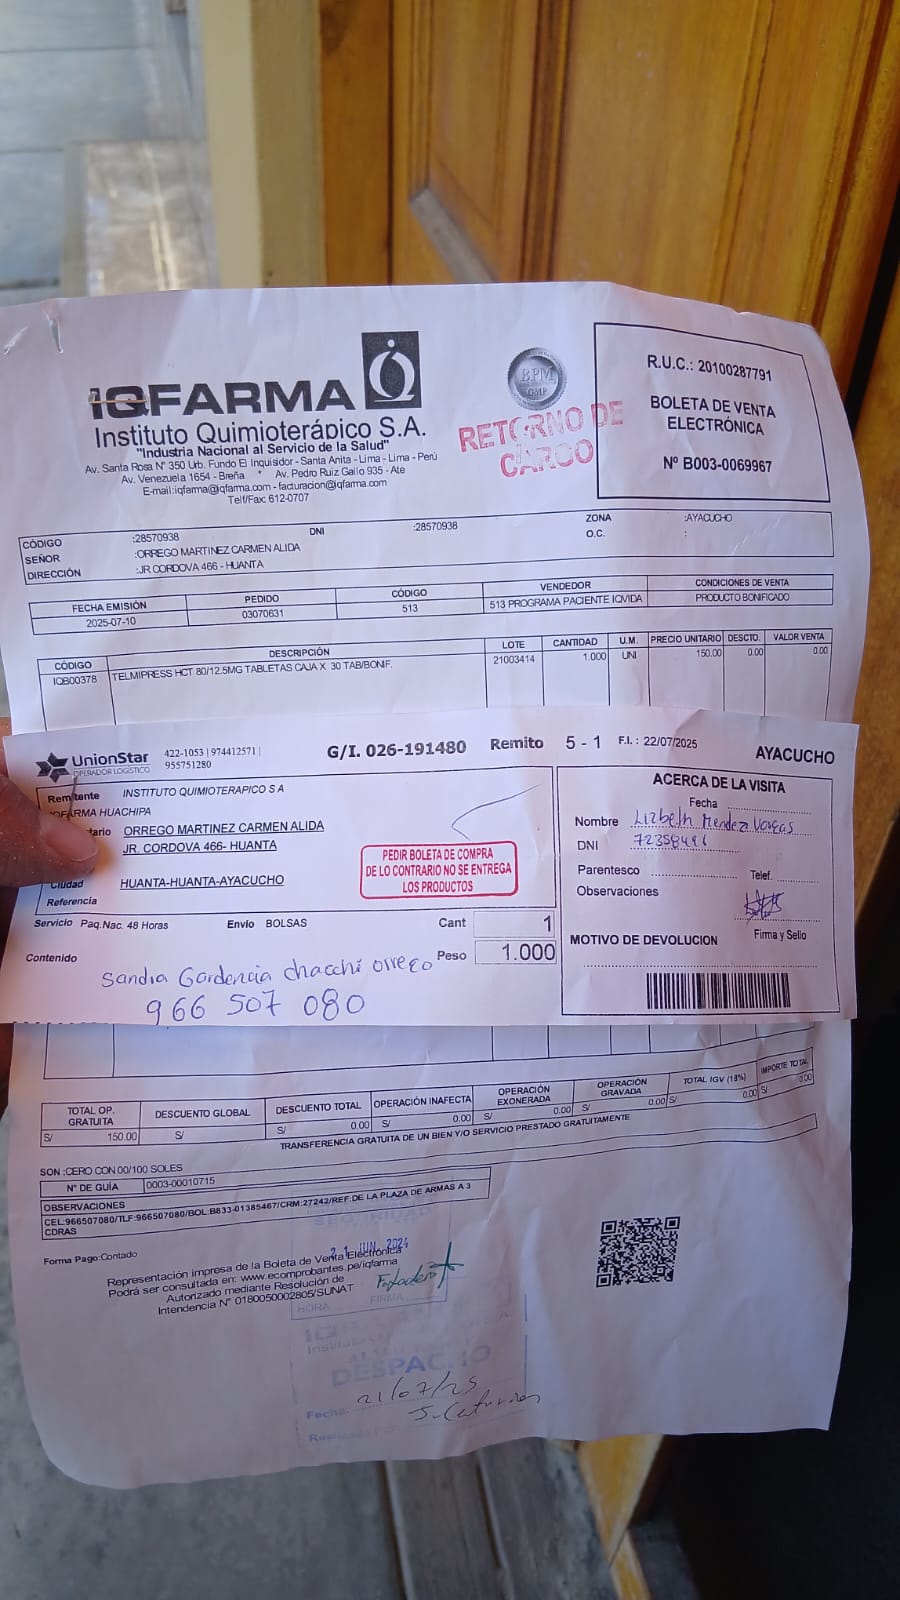 IQFARMA
Instituto Quimioterápico S.A.
"Industria Nacional al Servicio de la Salud"
Av. Santa Rosa N° 350 Urb. Fundo El Inquisidor - Santa Anita - Lima - Lima - Perú
Av. Venezuela 1654 - Breña * Av. Pedro Ruiz Gallo 935 - Ate
E-mail:iqfarma@iqfarma.com - facturacion@iqfarma.com
Telf/Fax: 612-0707
BPM
GMP
RETORNO DE
CARGO
R.U.C.: 20100287791
BOLETA DE VENTA
ELECTRÓNICA
Nº B003-0069967
CÓDIGO :28570938 DNI :28570938 ZONA :AYACUCHO
SEÑOR :ORREGO MARTINEZ CARMEN ALIDA O.C. :
DIRECCIÓN :JR CORDOVA 466 - HUANTA
FECHA EMISIÓN PEDIDO CÓDIGO VENDEDOR CONDICIONES DE VENTA
2025-07-10 03070631 513 513 PROGRAMA PACIENTE IQVIDA PRODUCTO BONIFICADO
CÓDIGO DESCRIPCIÓN LOTE CANTIDAD U.M. PRECIO UNITARIO DESCTO. VALOR VENTA
IQB00378 TELMIPRESS HCT 80/12.5MG TABLETAS CAJA X 30 TAB/BONIF. 21003414 1.000 UNI 150.00 0.00 0.00
UnionStar
OPERADOR LOGÍSTICO
422-1053 | 974412571 |
955751280
G/I. 026-191480 Remito 5 - 1 F.I. : 22/07/2025 AYACUCHO
Remitente INSTITUTO QUIMIOTERAPICO S A
IQFARMA HUACHIPA
tario ORREGO MARTINEZ CARMEN ALIDA
JR. CORDOVA 466- HUANTA
Ciudad HUANTA-HUANTA-AYACUCHO
Referencia
PEDIR BOLETA DE COMPRA
DE LO CONTRARIO NO SE ENTREGA
LOS PRODUCTOS
Servicio Paq.Nac. 48 Horas Envío BOLSAS Cant 1
Contenido Peso 1.000
Sandra Gardencia Chacchi Orrego
966 507 080
ACERCA DE LA VISITA
Fecha
Nombre Lizbeth Mendez Vargas
DNI 72358491
Parentesco Telef.
Observaciones
Firma y Sello
MOTIVO DE DEVOLUCION
TOTAL OP. GRATUITA DESCUENTO GLOBAL DESCUENTO TOTAL OPERACIÓN INAFECTA OPERACIÓN EXONERADA OPERACIÓN GRAVADA TOTAL IGV (18%) IMPORTE TOTAL
S/ 150.00 S/ S/ 0.00 S/ 0.00 S/ 0.00 S/ 0.00 S/ 0.00 S/ 0.00
TRANSFERENCIA GRATUITA DE UN BIEN Y/O SERVICIO PRESTADO GRATUITAMENTE
SON :CERO CON 00/100 SOLES
N° DE GUÍA 0003-00010715
OBSERVACIONES
CEL:966507080/TLF:966507080/BOL:B833-01385467/CRM:27242/REF:DE LA PLAZA DE ARMAS A 3
CDRAS
Forma Pago:Contado
21 JUN. 2024
Representación impresa de la Boleta de Venta Electrónica
Podrá ser consultada en: www.ecomprobantes.pe/iqfarma
Autorizado mediante Resolución de
Intendencia N° 0180050002805/SUNAT
HORA FIRMA
DESPACHO
Fecha: 21/07/25